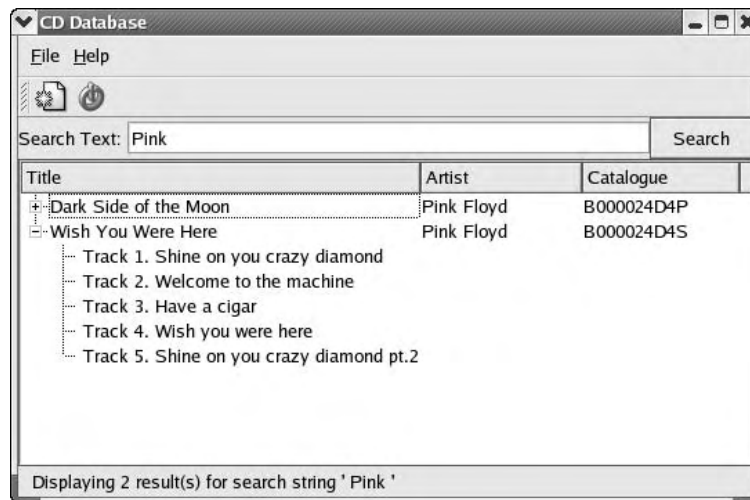 CD Database
File Help
Search Text: Pink Search
Title Artist Catalogue
Dark Side of the Moon Pink Floyd B000024D4P
Wish You Were Here Pink Floyd B000024D4S
Track 1. Shine on you crazy diamond
Track 2. Welcome to the machine
Track 3. Have a cigar
Track 4. Wish you were here
Track 5. Shine on you crazy diamond pt.2
Displaying 2 result(s) for search string ' Pink '